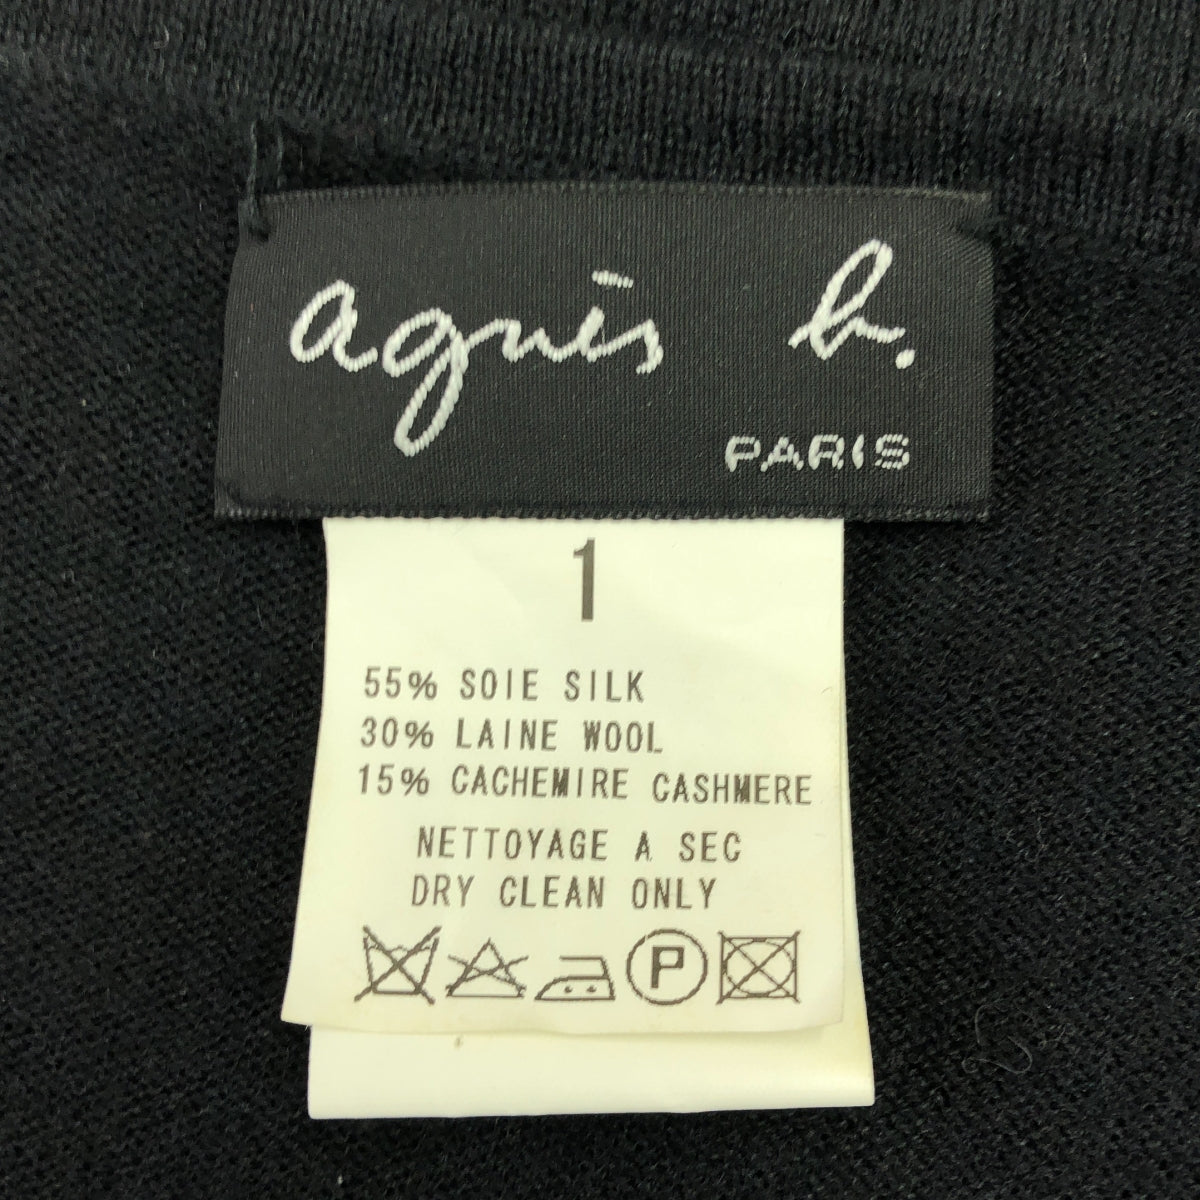 agnès b.
PARIS
1
55% SOIE SILK
30% LAINE WOOL
15% CACHEMIRE CASHMERE
NETTOYAGE A SEC
DRY CLEAN ONLY
P